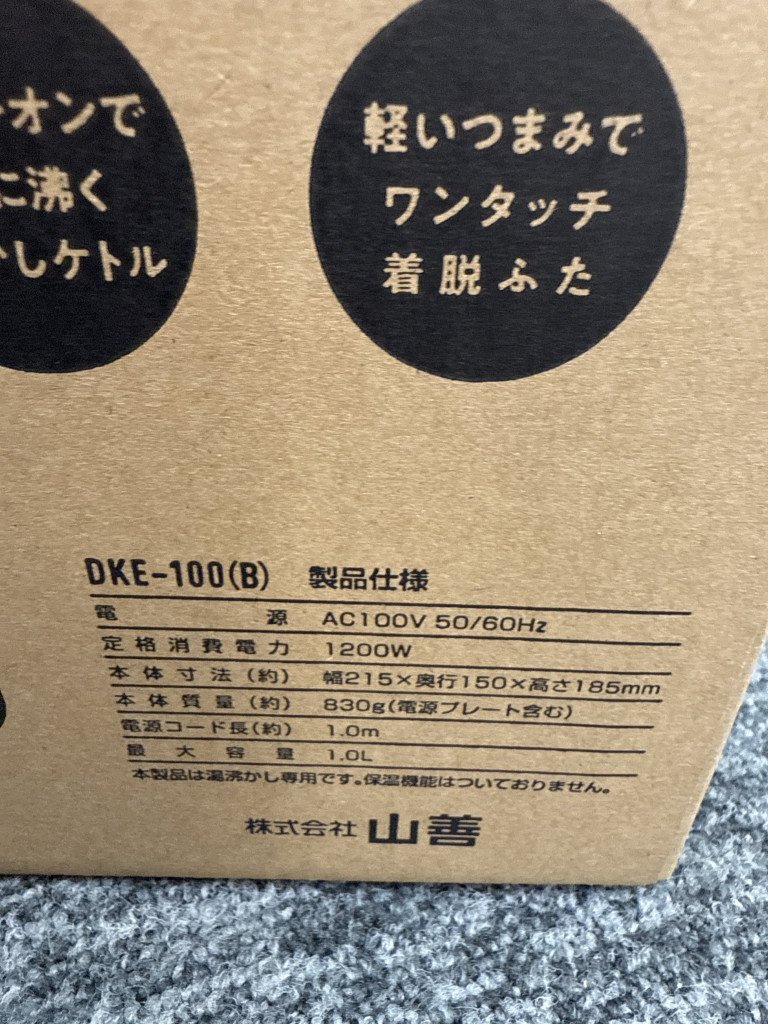 オンで
に沸く
しケトル
軽いつまみで
ワンタッチ
着脱ふた
DKE-100(B) 製品仕様
電源 AC100V 50/60Hz
定格消費電力 1200W
本体寸法(約) 幅215×奥行150×高さ185mm
本体質量(約) 830g(電源プレート含む)
電源コード長(約) 1.0m
最大容量 1.0L
本製品は湯沸かし専用です。保温機能はついておりません。
株式会社 山善